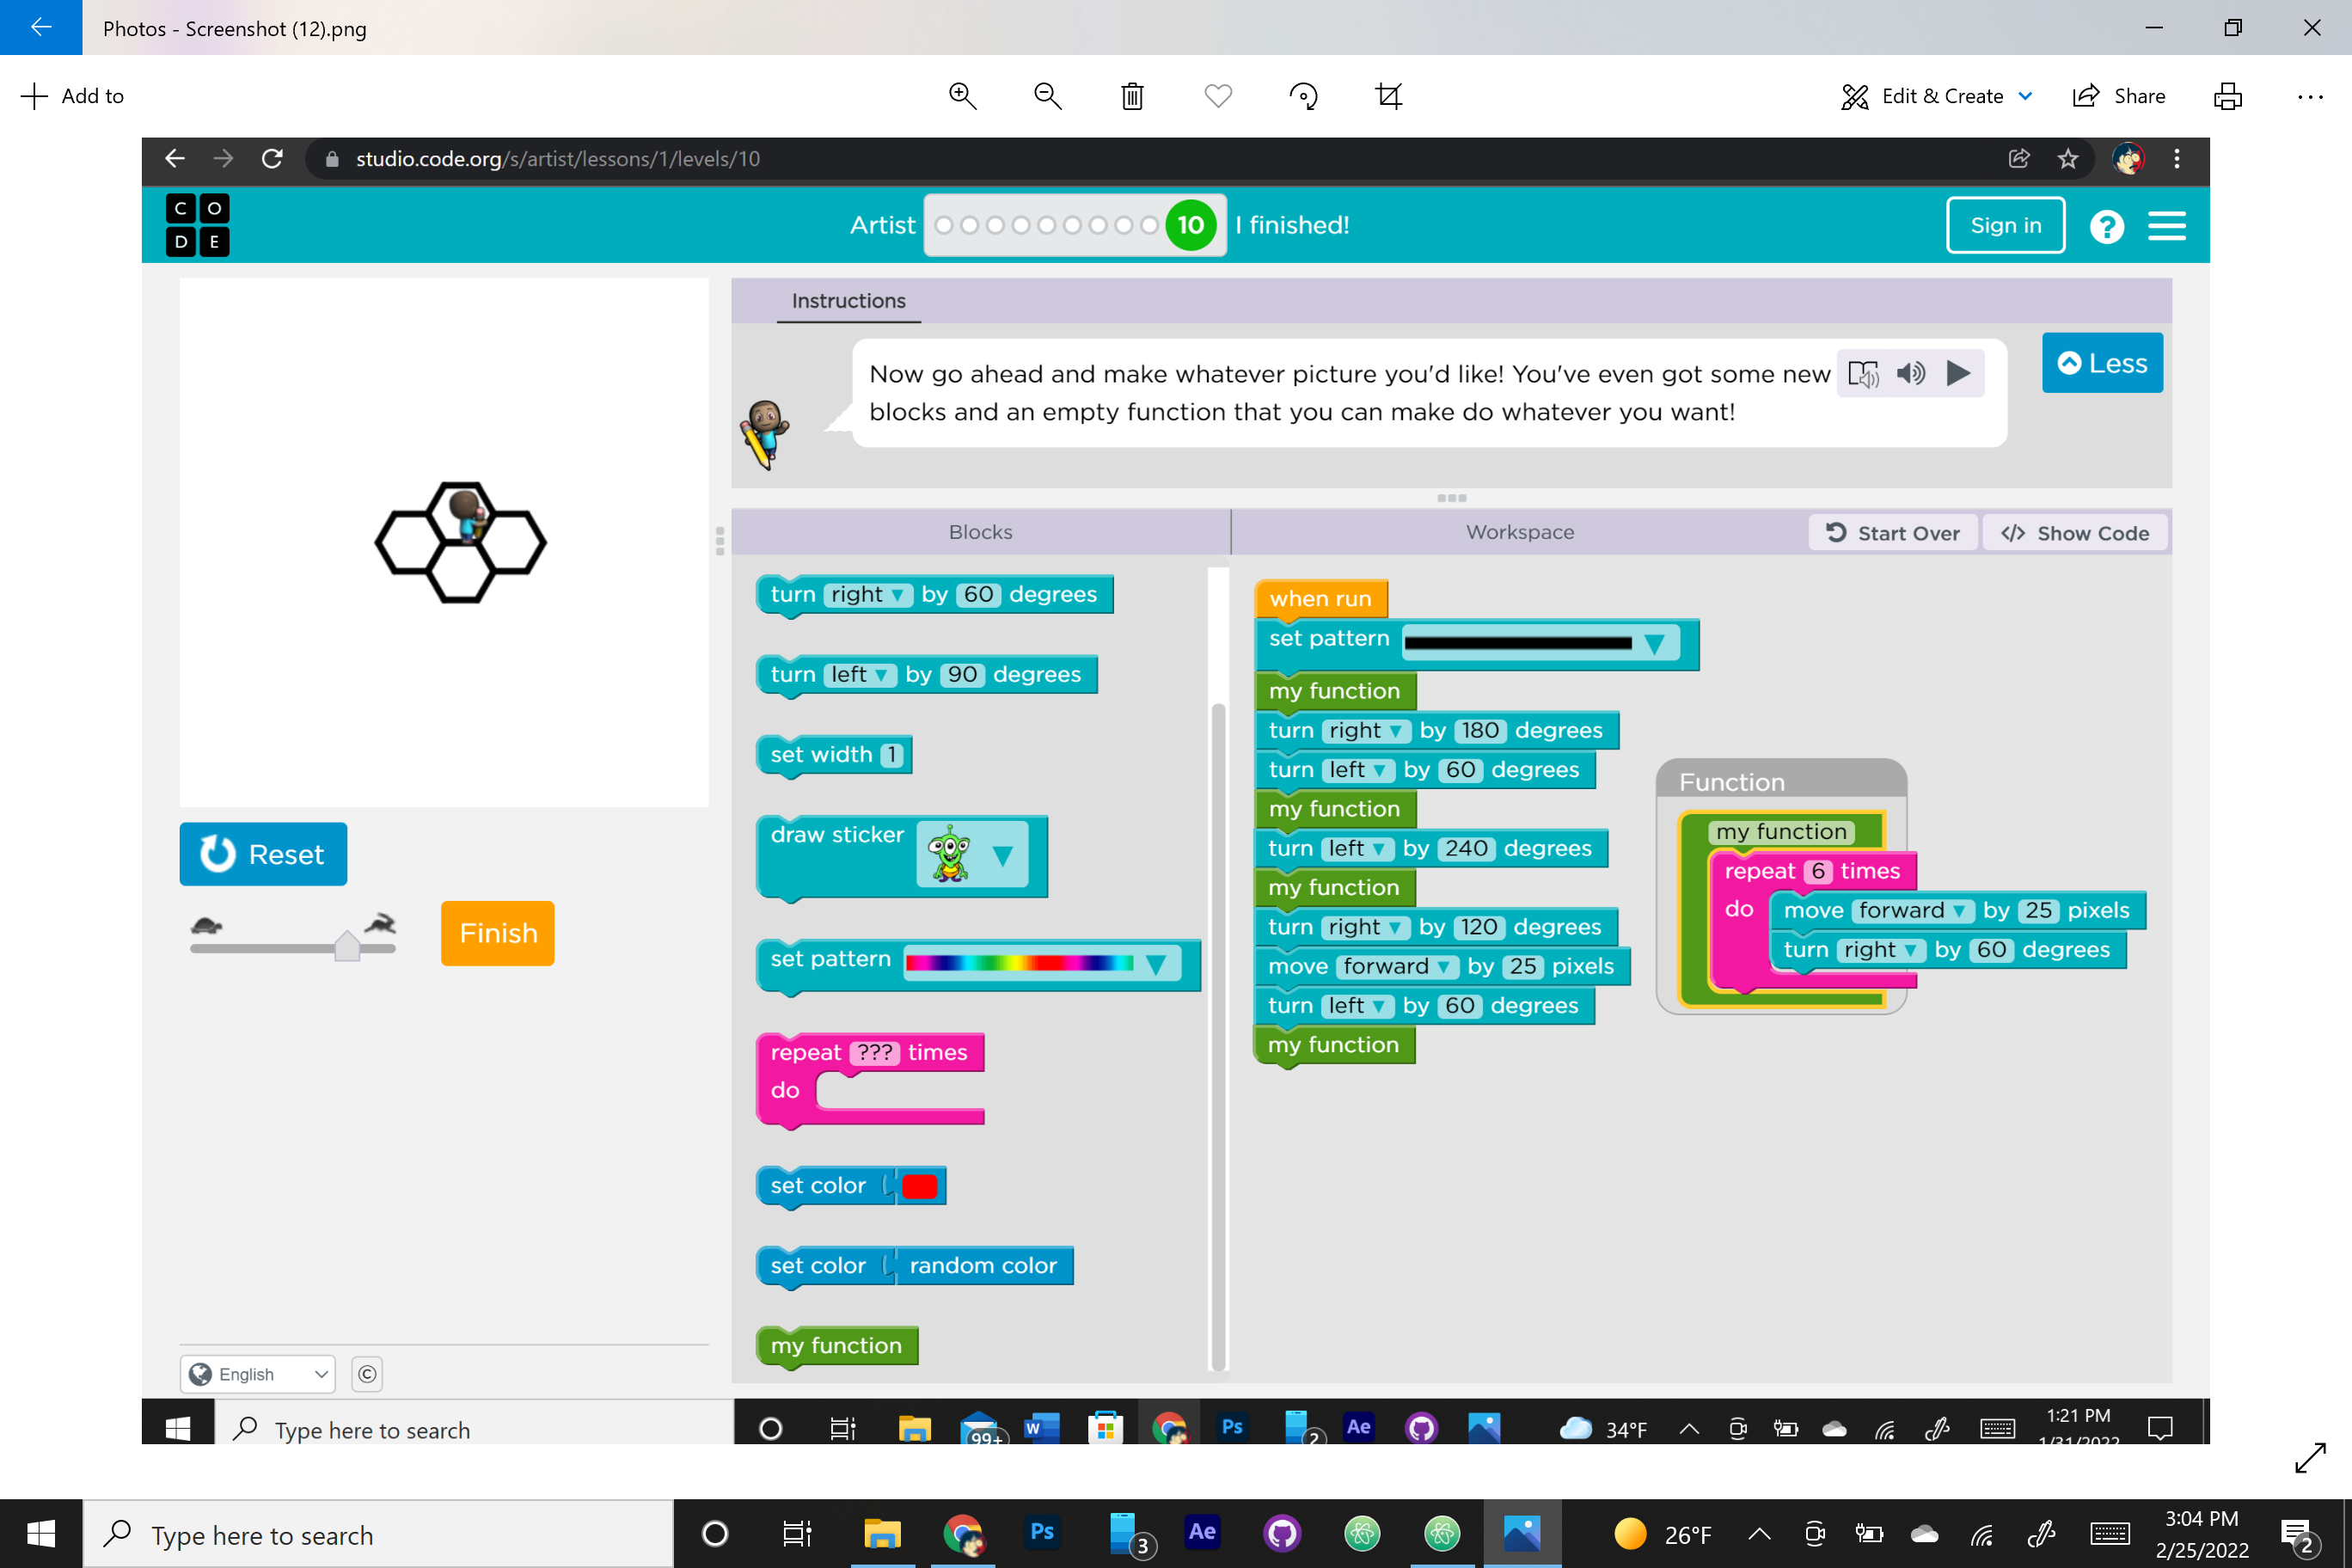 Photos - Screenshot (12).png
Add to
Edit & Create
Share
studio.code.org/s/artist/lessons/1/levels/10
C O
D E
Artist
10
I finished!
Sign in
?
Instructions
Now go ahead and make whatever picture you'd like! You've even got some new
blocks and an empty function that you can make do whatever you want!
Less
Blocks
Workspace
Start Over
</> Show Code
turn right by 60 degrees
turn left by 90 degrees
set width 1
draw sticker
set pattern
repeat ??? times
do
set color
set color random color
my function
when run
set pattern
my function
turn right by 180 degrees
turn left by 60 degrees
my function
turn left by 240 degrees
my function
turn right by 120 degrees
move forward by 25 pixels
turn left by 60 degrees
my function
Function
my function
repeat 6 times
do
move forward by 25 pixels
turn right by 60 degrees
Reset
Finish
English
©
Type here to search
99+
W
Ps
2
Ae
34°F
1:21 PM
1/31/2022
Type here to search
Ps
3
Ae
26°F
3:04 PM
2/25/2022
2